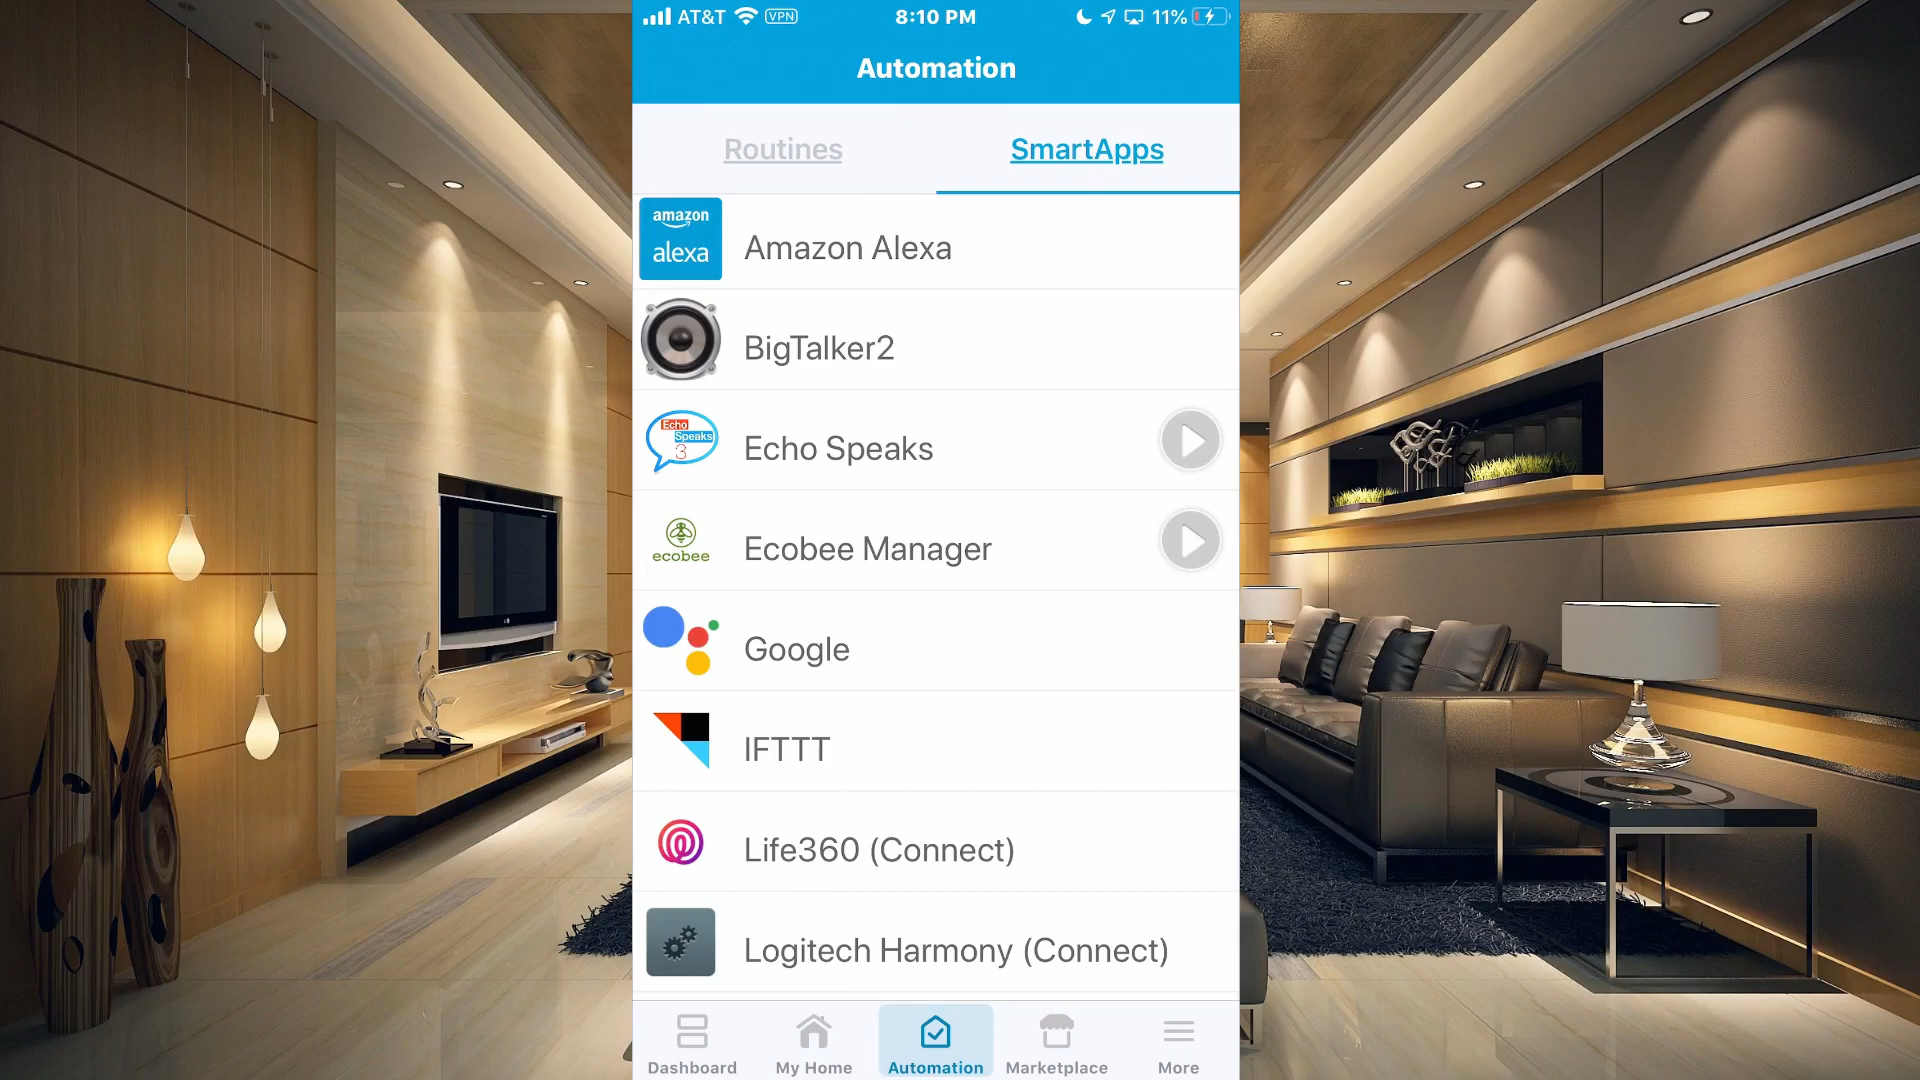 AT&T VPN 8:10 PM 11%
Automation
Routines SmartApps
amazon
alexa
Amazon Alexa
BigTalker2
Echo
Speaks
3
Echo Speaks
ecobee
Ecobee Manager
Google
IFTTT
Life360 (Connect)
Logitech Harmony (Connect)
Dashboard My Home Automation Marketplace More